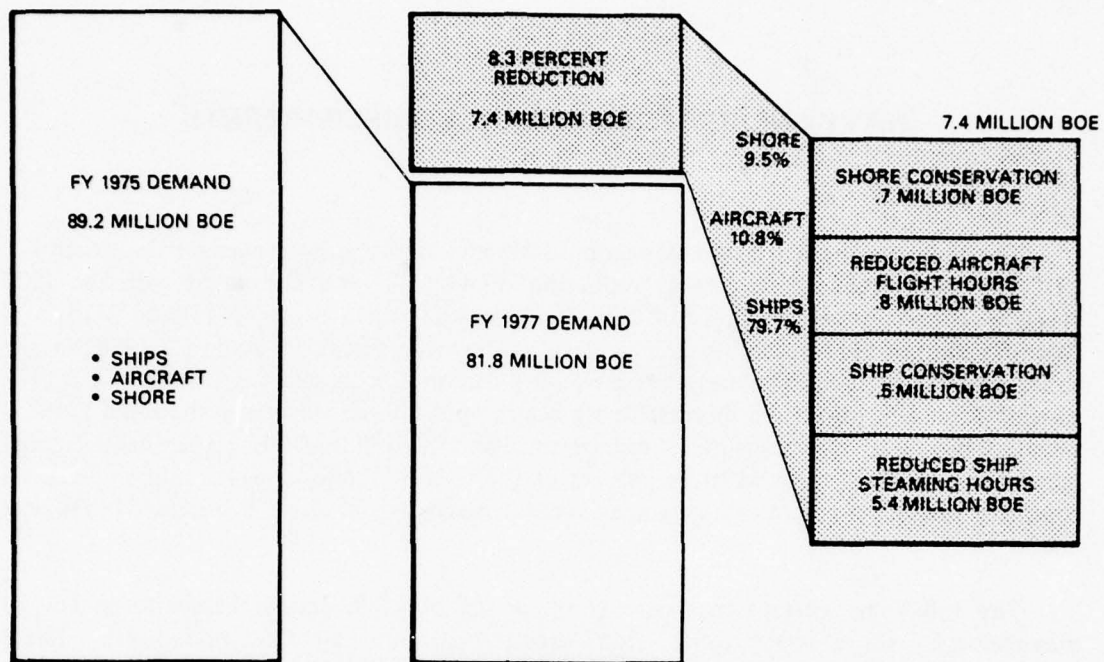 FY 1975 DEMAND
89.2 MILLION BOE
• SHIPS
• AIRCRAFT
• SHORE
8.3 PERCENT
REDUCTION
7.4 MILLION BOE
FY 1977 DEMAND
81.8 MILLION BOE
SHORE
9.5%
AIRCRAFT
10.8%
SHIPS
79.7%
7.4 MILLION BOE
SHORE CONSERVATION
.7 MILLION BOE
REDUCED AIRCRAFT
FLIGHT HOURS
.8 MILLION BOE
SHIP CONSERVATION
.5 MILLION BOE
REDUCED SHIP
STEAMING HOURS
5.4 MILLION BOE